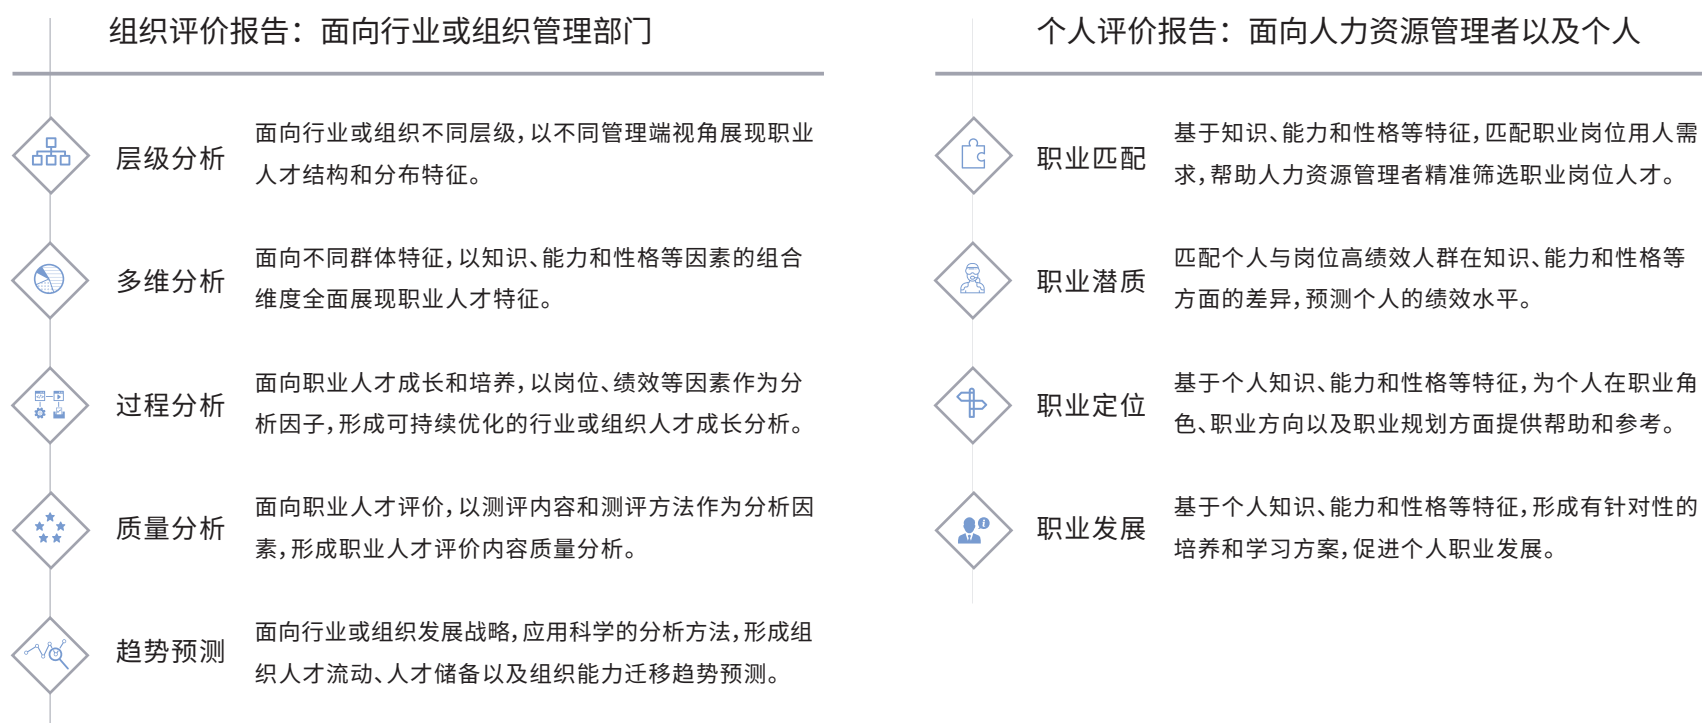 组织评价报告：面向行业或组织管理部门
层级分析
面向行业或组织不同层级，以不同管理端视角展现职业
人才结构和分布特征。
多维分析
面向不同群体特征，以知识、能力和性格等因素的组合
维度全面展现职业人才特征。
过程分析
面向职业人才成长和培养，以岗位、绩效等因素作为分
析因子，形成可持续优化的行业或组织人才成长分析。
质量分析
面向职业人才评价，以测评内容和测评方法作为分析因
素，形成职业人才评价内容质量分析。
趋势预测
面向行业或组织发展战略，应用科学的分析方法，形成组
织人才流动、人才储备以及组织能力迁移趋势预测。
个人评价报告：面向人力资源管理者以及个人
职业匹配
基于知识、能力和性格等特征，匹配职业岗位用人需
求，帮助人力资源管理者精准筛选职业岗位人才。
职业潜质
匹配个人与岗位高绩效人群在知识、能力和性格等
方面的差异，预测个人的绩效水平。
职业定位
基于个人知识、能力和性格等特征，为个人在职业角
色、职业方向以及职业规划方面提供帮助和参考。
职业发展
基于个人知识、能力和性格等特征，形成有针对性的
培养和学习方案，促进个人职业发展。